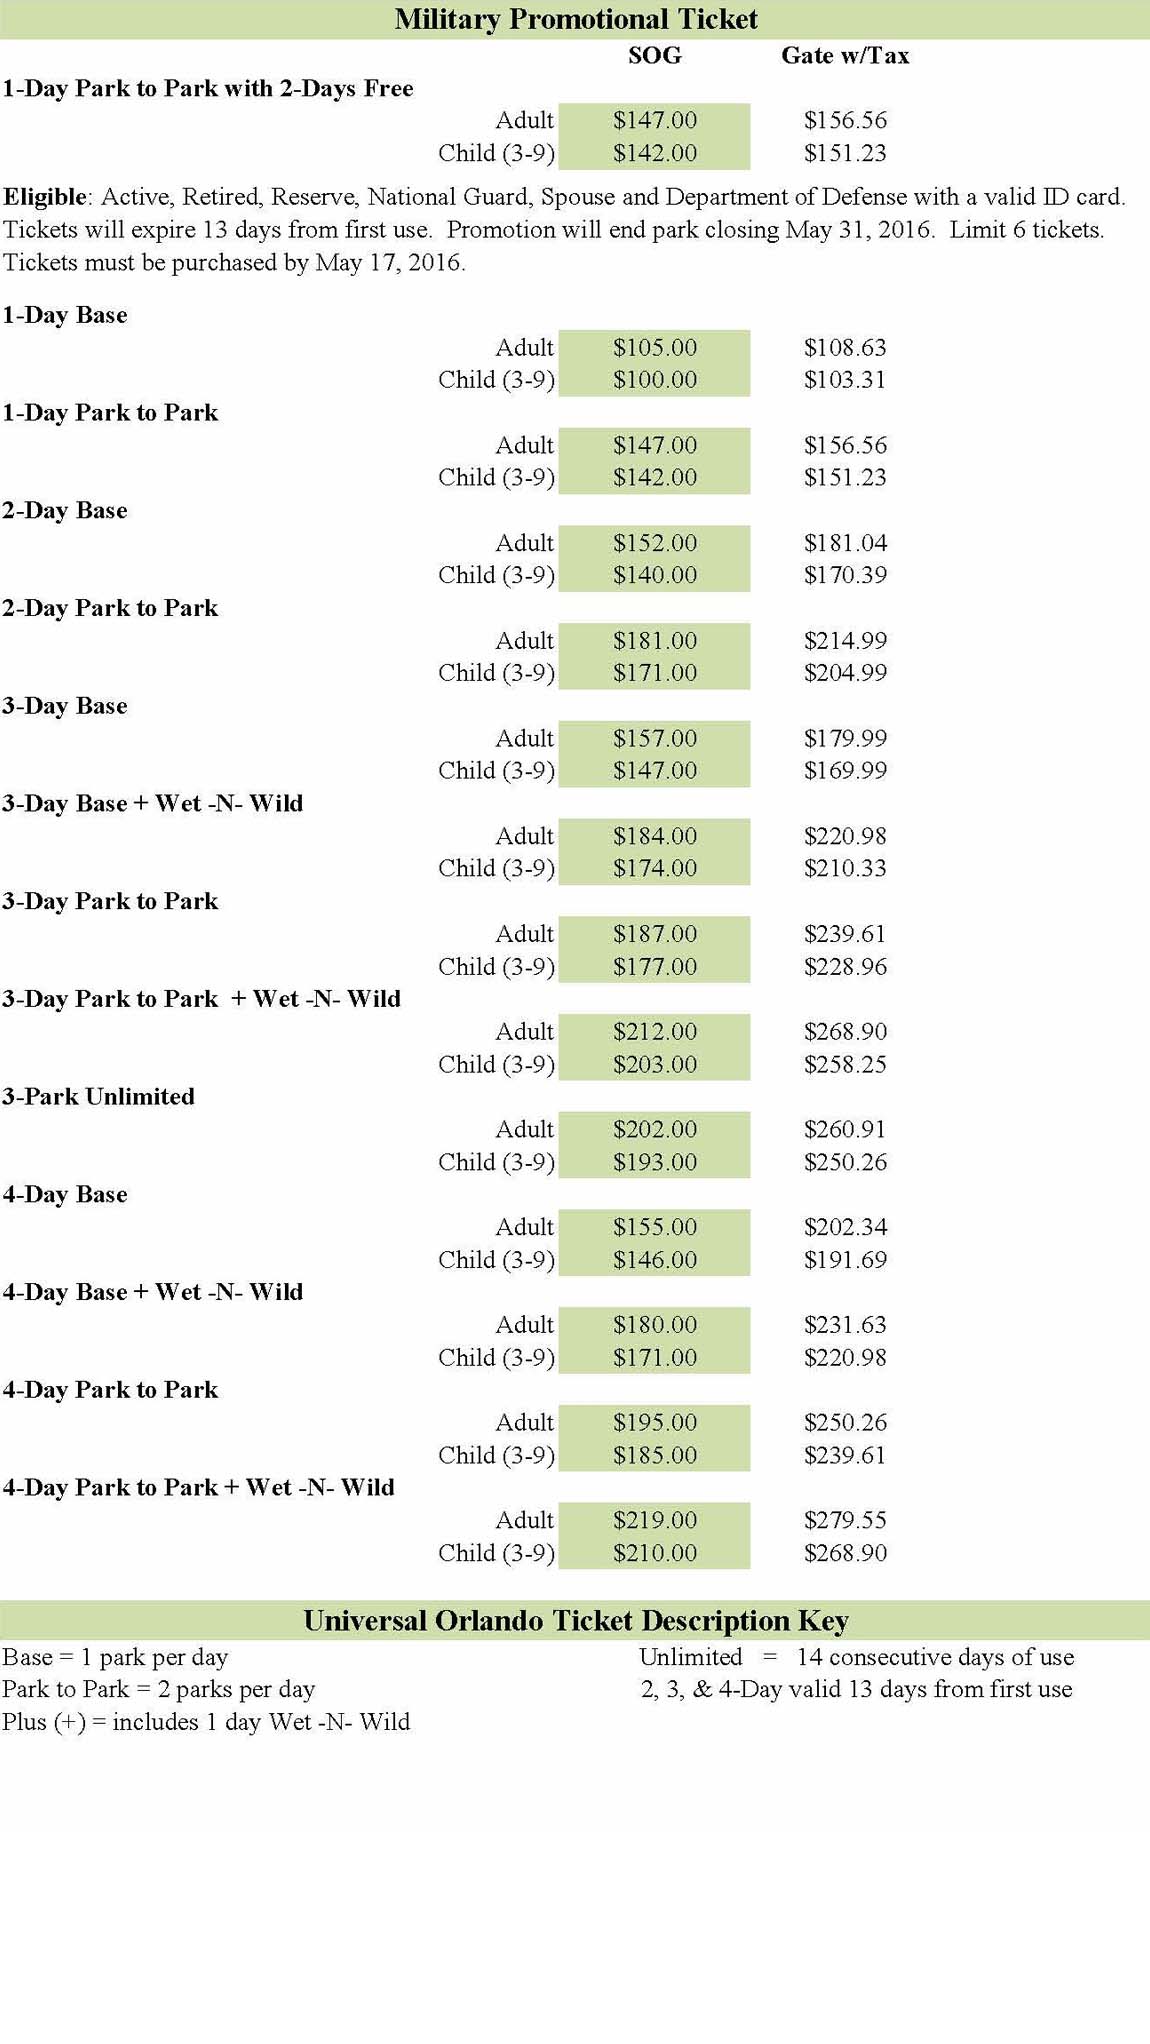 Military Promotional Ticket
SOG Gate w/Tax
1-Day Park to Park with 2-Days Free
Adult $147.00 $156.56
Child (3-9) $142.00 $151.23
Eligible: Active, Retired, Reserve, National Guard, Spouse and Department of Defense with a valid ID card.
Tickets will expire 13 days from first use.  Promotion will end park closing May 31, 2016.  Limit 6 tickets.
Tickets must be purchased by May 17, 2016.
1-Day Base
Adult $105.00 $108.63
Child (3-9) $100.00 $103.31
1-Day Park to Park
Adult $147.00 $156.56
Child (3-9) $142.00 $151.23
2-Day Base
Adult $152.00 $181.04
Child (3-9) $140.00 $170.39
2-Day Park to Park
Adult $181.00 $214.99
Child (3-9) $171.00 $204.99
3-Day Base
Adult $157.00 $179.99
Child (3-9) $147.00 $169.99
3-Day Base + Wet -N- Wild
Adult $184.00 $220.98
Child (3-9) $174.00 $210.33
3-Day Park to Park
Adult $187.00 $239.61
Child (3-9) $177.00 $228.96
3-Day Park to Park  + Wet -N- Wild
Adult $212.00 $268.90
Child (3-9) $203.00 $258.25
3-Park Unlimited
Adult $202.00 $260.91
Child (3-9) $193.00 $250.26
4-Day Base
Adult $155.00 $202.34
Child (3-9) $146.00 $191.69
4-Day Base + Wet -N- Wild
Adult $180.00 $231.63
Child (3-9) $171.00 $220.98
4-Day Park to Park
Adult $195.00 $250.26
Child (3-9) $185.00 $239.61
4-Day Park to Park + Wet -N- Wild
Adult $219.00 $279.55
Child (3-9) $210.00 $268.90
Universal Orlando Ticket Description Key
Base = 1 park per day Unlimited = 14 consecutive days of use
Park to Park = 2 parks per day 2, 3, & 4-Day valid 13 days from first use
Plus (+) = includes 1 day Wet -N- Wild